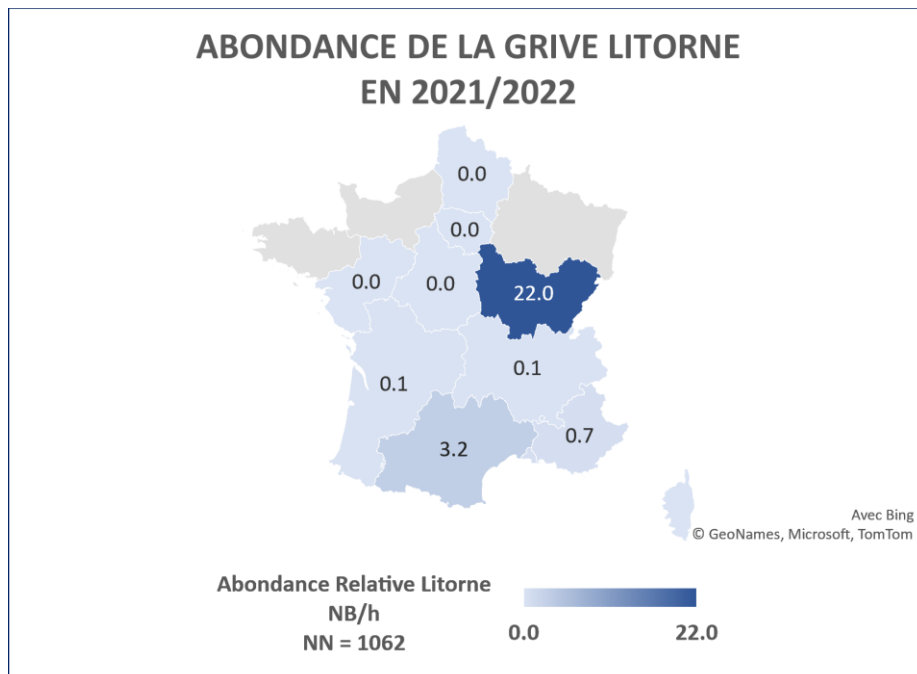 ABONDANCE DE LA GRIVE LITORNE
EN 2021/2022
0.0
0.0
0.0
0.0
22.0
0.1
0.1
3.2
0.7
Avec Bing
© GeoNames, Microsoft, TomTom
Abondance Relative Litorne
NB/h
NN = 1062
0.0
22.0